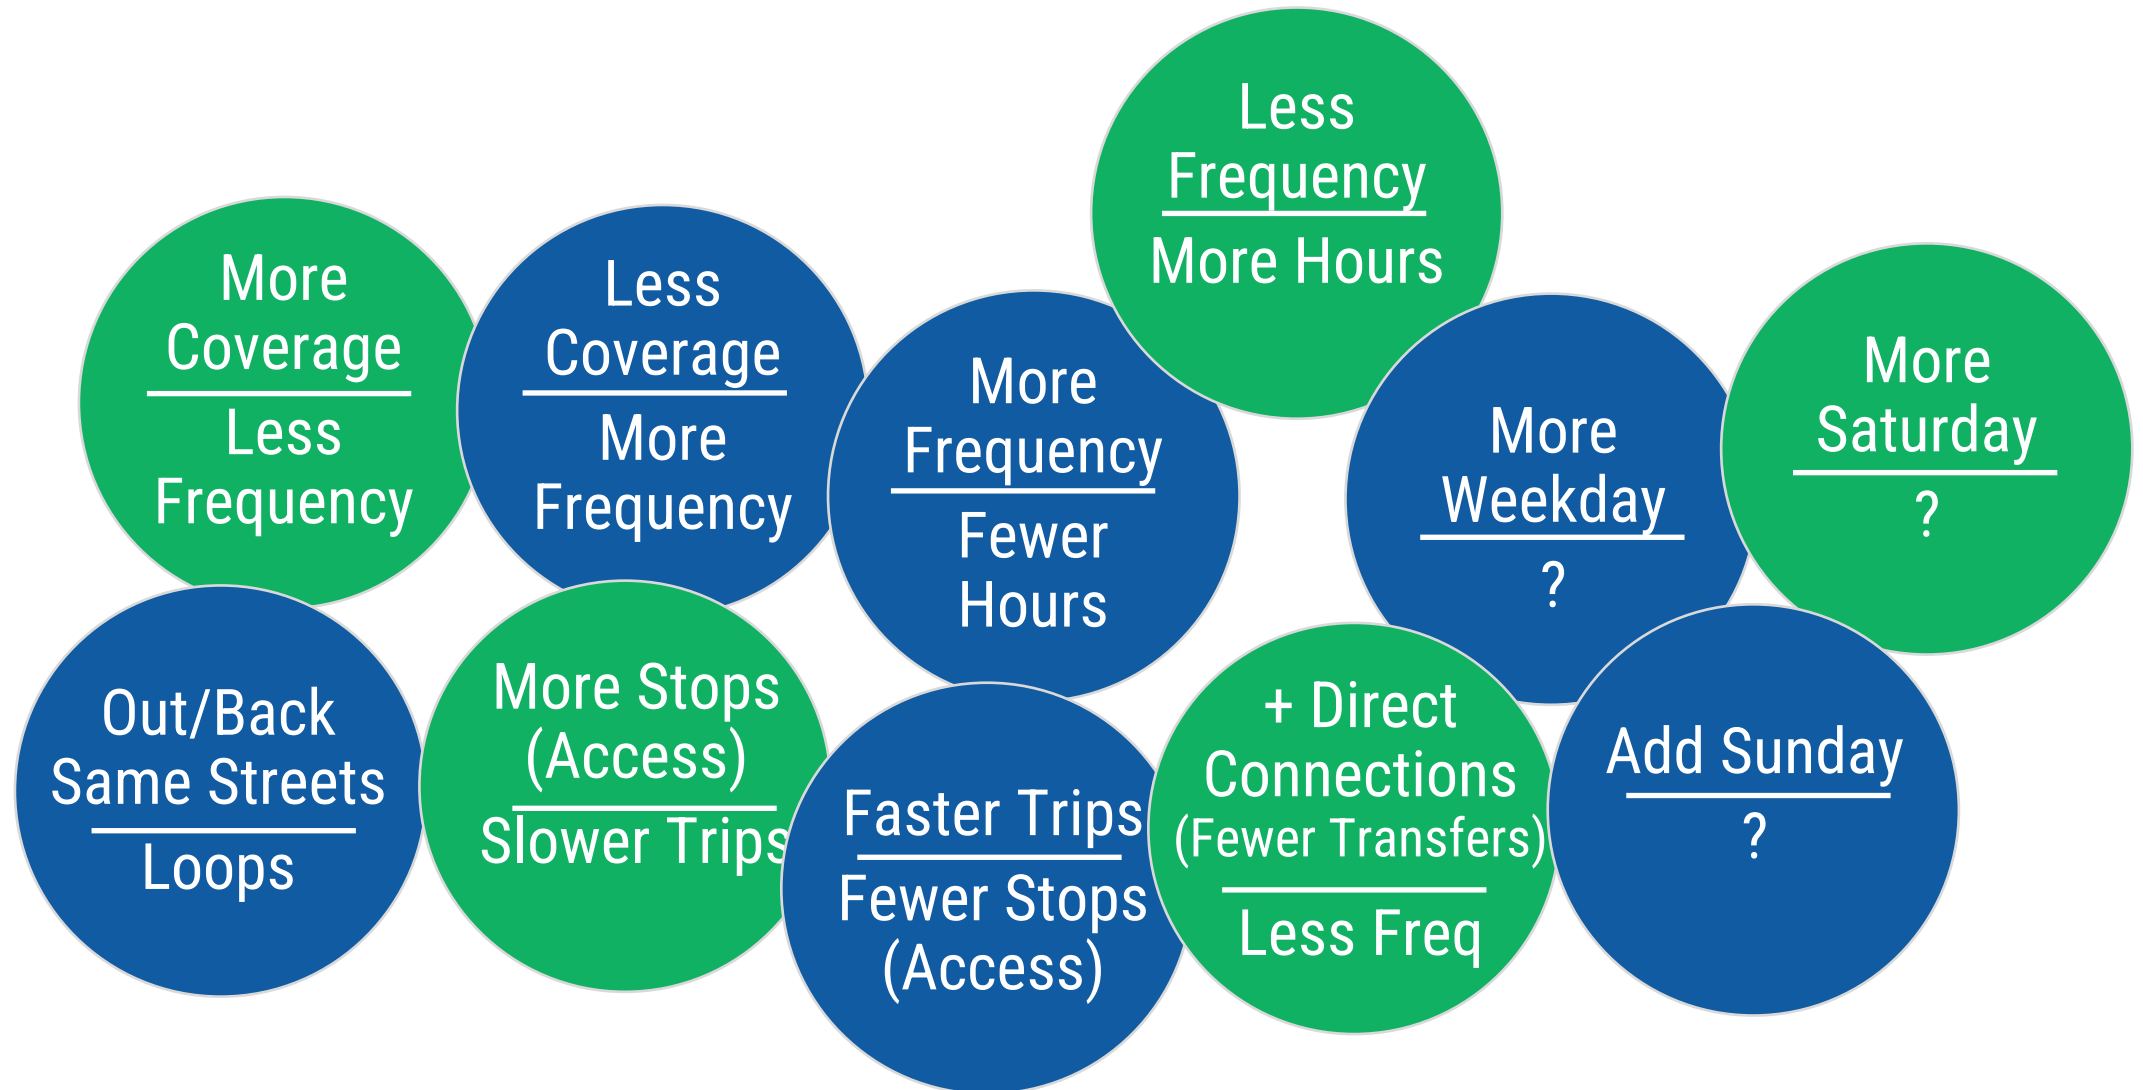 More
Coverage
Less
Frequency
Less
Coverage
More
Frequency
More
Frequency
Fewer
Hours
Less
Frequency
More Hours
More
Weekday
?
More
Saturday
?
Out/Back
Same Streets
Loops
More Stops
(Access)
Slower Trips
Faster Trips
Fewer Stops
(Access)
+ Direct
Connections
(Fewer Transfers)
Less Freq
Add Sunday
?